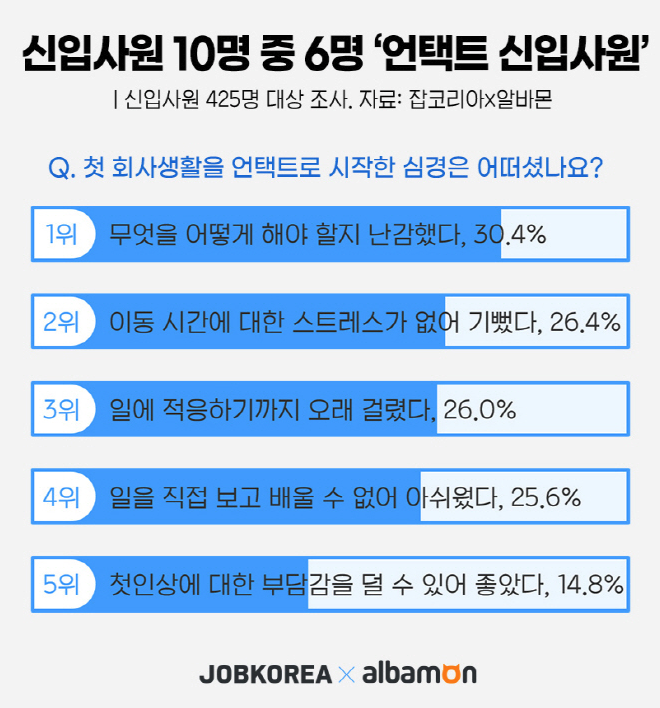 신입사원 10명 중 6명 ‘언택트 신입사원’
| 신입사원 425명 대상 조사. 자료: 잡코리아x알바몬
Q. 첫 회사생활을 언택트로 시작한 심경은 어떠셨나요?
1위 무엇을 어떻게 해야 할지 난감했다, 30.4%
2위 이동 시간에 대한 스트레스가 없어 기뻤다, 26.4%
3위 일에 적응하기까지 오래 걸렸다, 26.0%
4위 일을 직접 보고 배울 수 없어 아쉬웠다, 25.6%
5위 첫인상에 대한 부담감을 덜 수 있어 좋았다, 14.8%
JOBKOREA × albamon